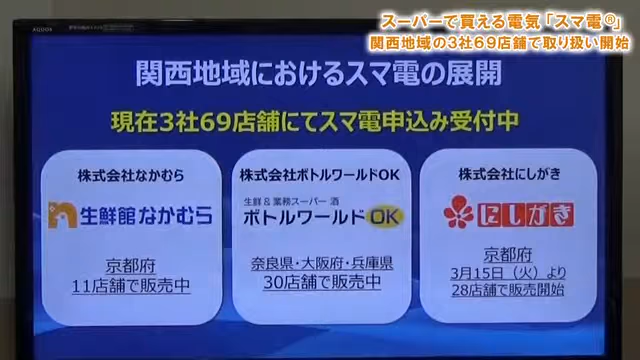 AQUOS
スーパーで買える電気「スマ電®」
関西地域の3社69店舗で取り扱い開始
関西地域におけるスマ電の展開
現在3社69店舗にてスマ電申込み受付中
株式会社なかむら
生鮮館なかむら
京都府
11店舗で販売中
株式会社ボトルワールドOK
生鮮&業務スーパー 酒
ボトルワールドOK
奈良県・大阪府・兵庫県
30店舗で販売中
株式会社にしがき
にしがき
京都府
3月15日（火）より
28店舗で販売開始